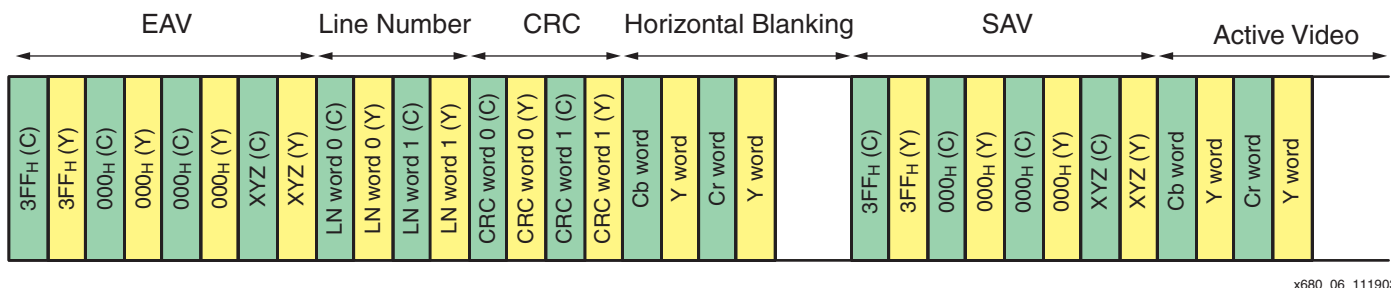 EAV
Line Number
CRC
Horizontal Blanking
SAV
Active Video
3FFH (C)
3FFH (Y)
000H (C)
000H (Y)
000H (C)
000H (Y)
XYZ (C)
XYZ (Y)
LN word 0 (C)
LN word 0 (Y)
LN word 1 (C)
LN word 1 (Y)
CRC word 0 (C)
CRC word 0 (Y)
CRC word 1 (C)
CRC word 1 (Y)
Cb word
Y word
Cr word
Y word
3FFH (C)
3FFH (Y)
000H (C)
000H (Y)
000H (C)
000H (Y)
XYZ (C)
XYZ (Y)
Cb word
Y word
Cr word
Y word